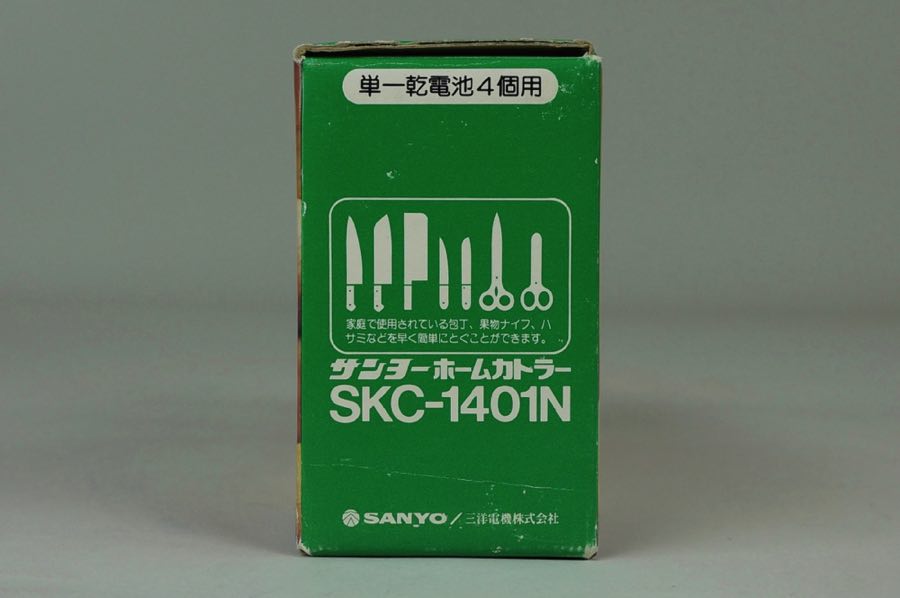 単一乾電池4個用
家庭で使用されている包丁、果物ナイフ、ハ
サミなどを早く簡単にとぐことができます。
サンヨーホームカトラー
SKC-1401N
SANYO/三洋電機株式会社